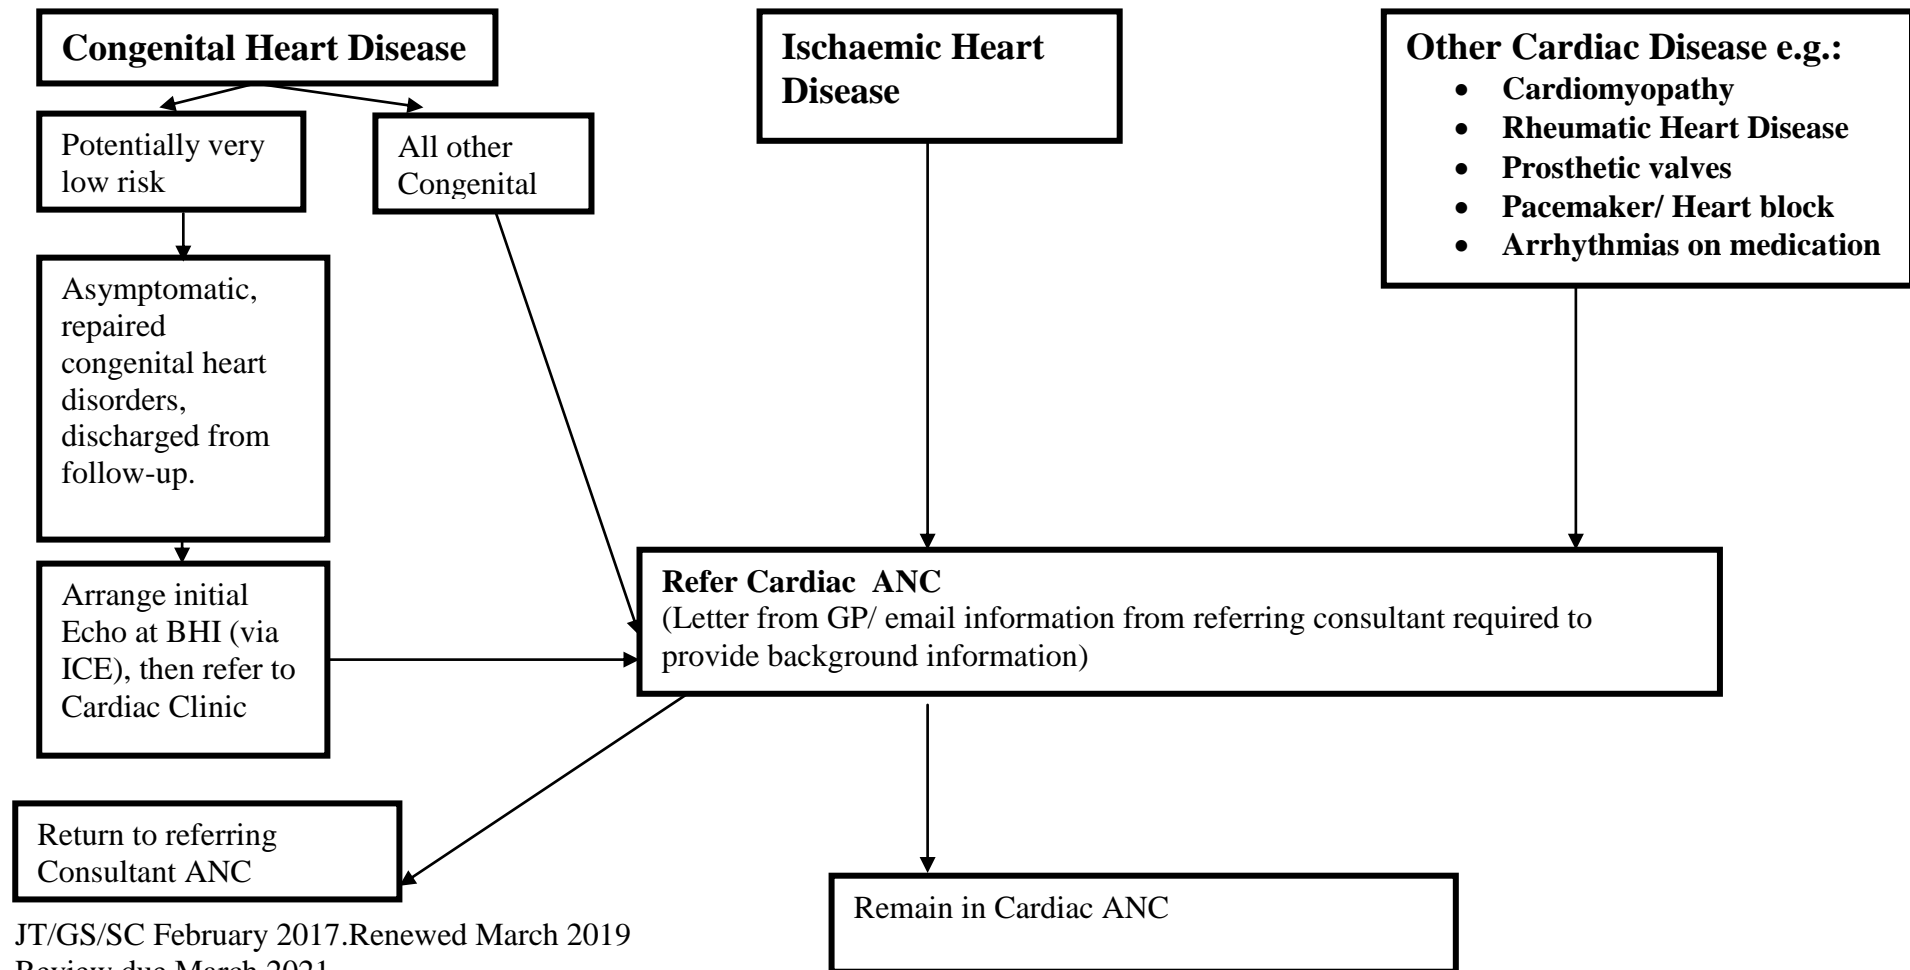 Congenital Heart Disease
Potentially very
low risk
All other
Congenital
Asymptomatic,
repaired
congenital heart
disorders,
discharged from
follow-up.
Arrange initial
Echo at BHI (via
ICE), then refer to
Cardiac Clinic
Ischaemic Heart
Disease
Other Cardiac Disease e.g.:
• Cardiomyopathy
• Rheumatic Heart Disease
• Prosthetic valves
• Pacemaker/ Heart block
• Arrhythmias on medication
Refer Cardiac ANC
(Letter from GP/ email information from referring consultant required to
provide background information)
Return to referring
Consultant ANC
Remain in Cardiac ANC
JT/GS/SC February 2017.Renewed March 2019
Review due March 2021